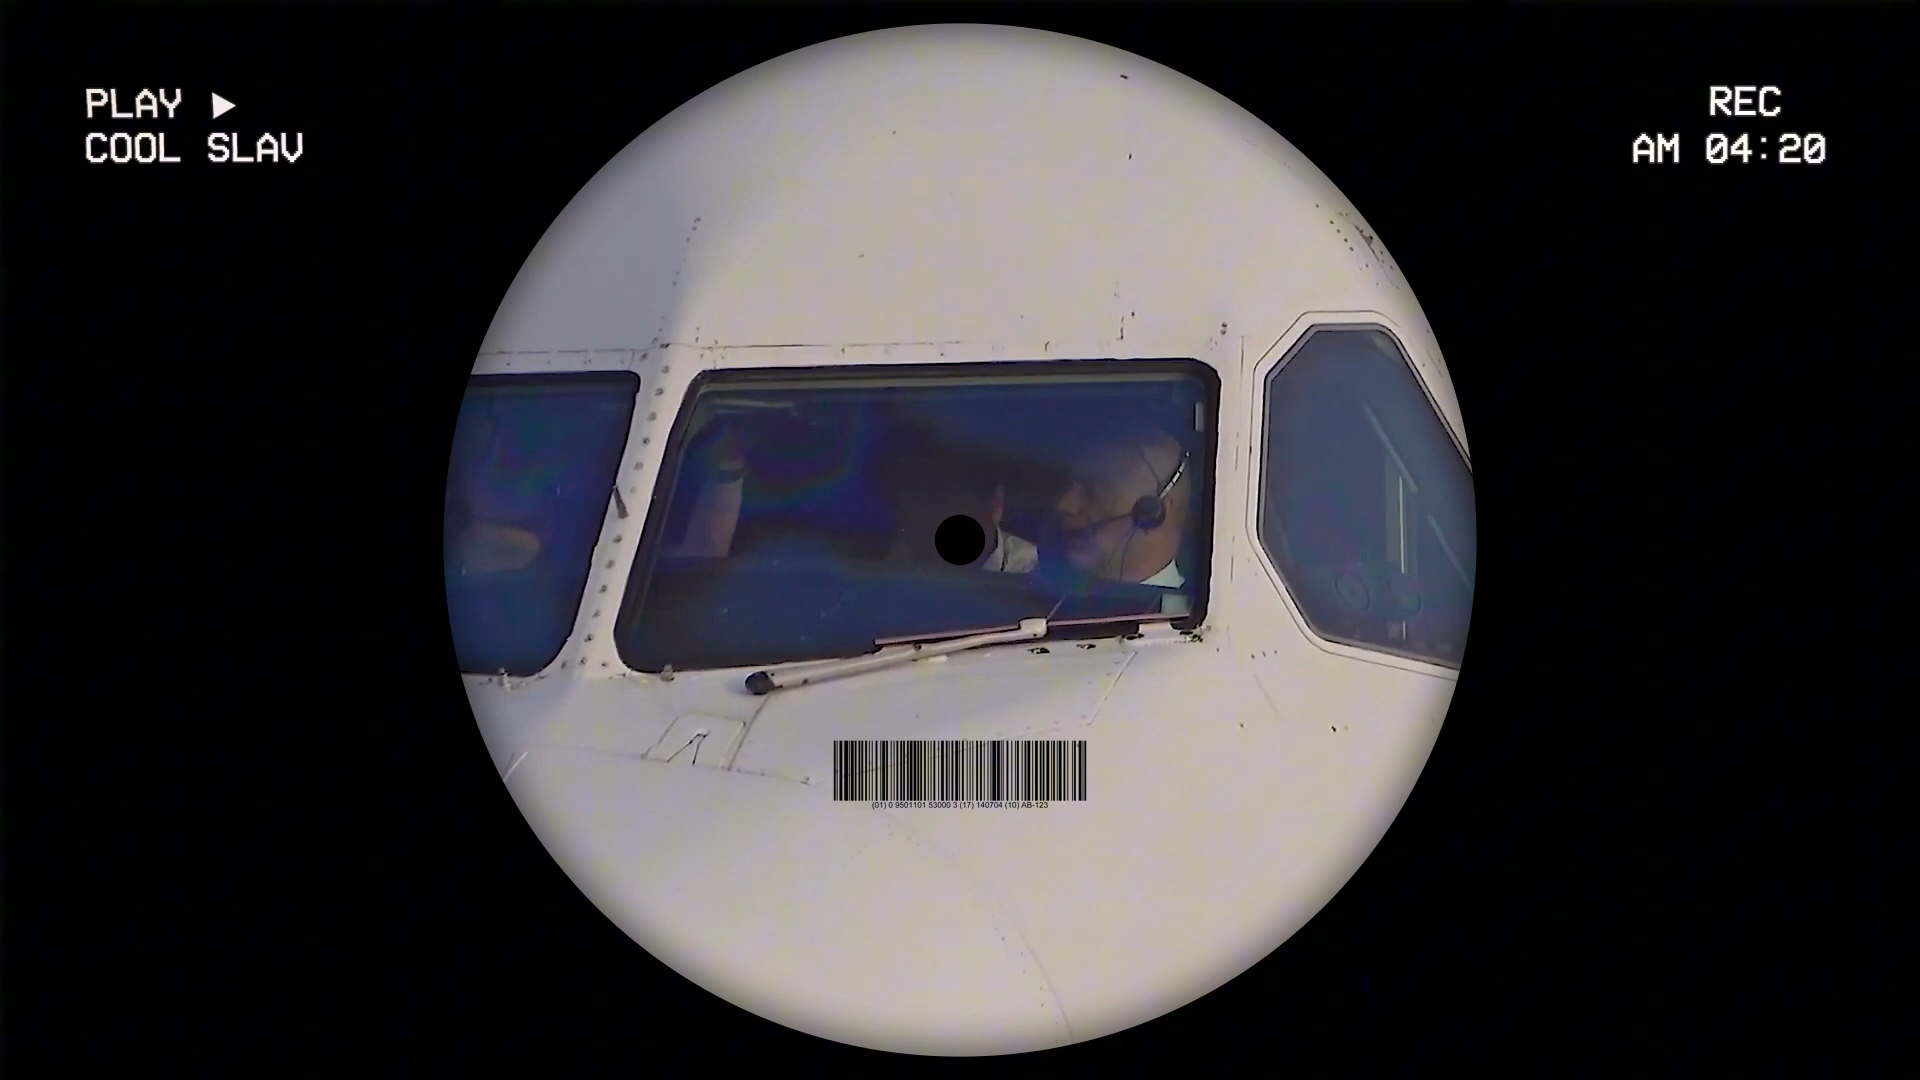 PLAY ▶
COOL SLAV
REC
AM 04:20
(01) 0 9501101 53000 3 (17) 140704 (10) AB-123